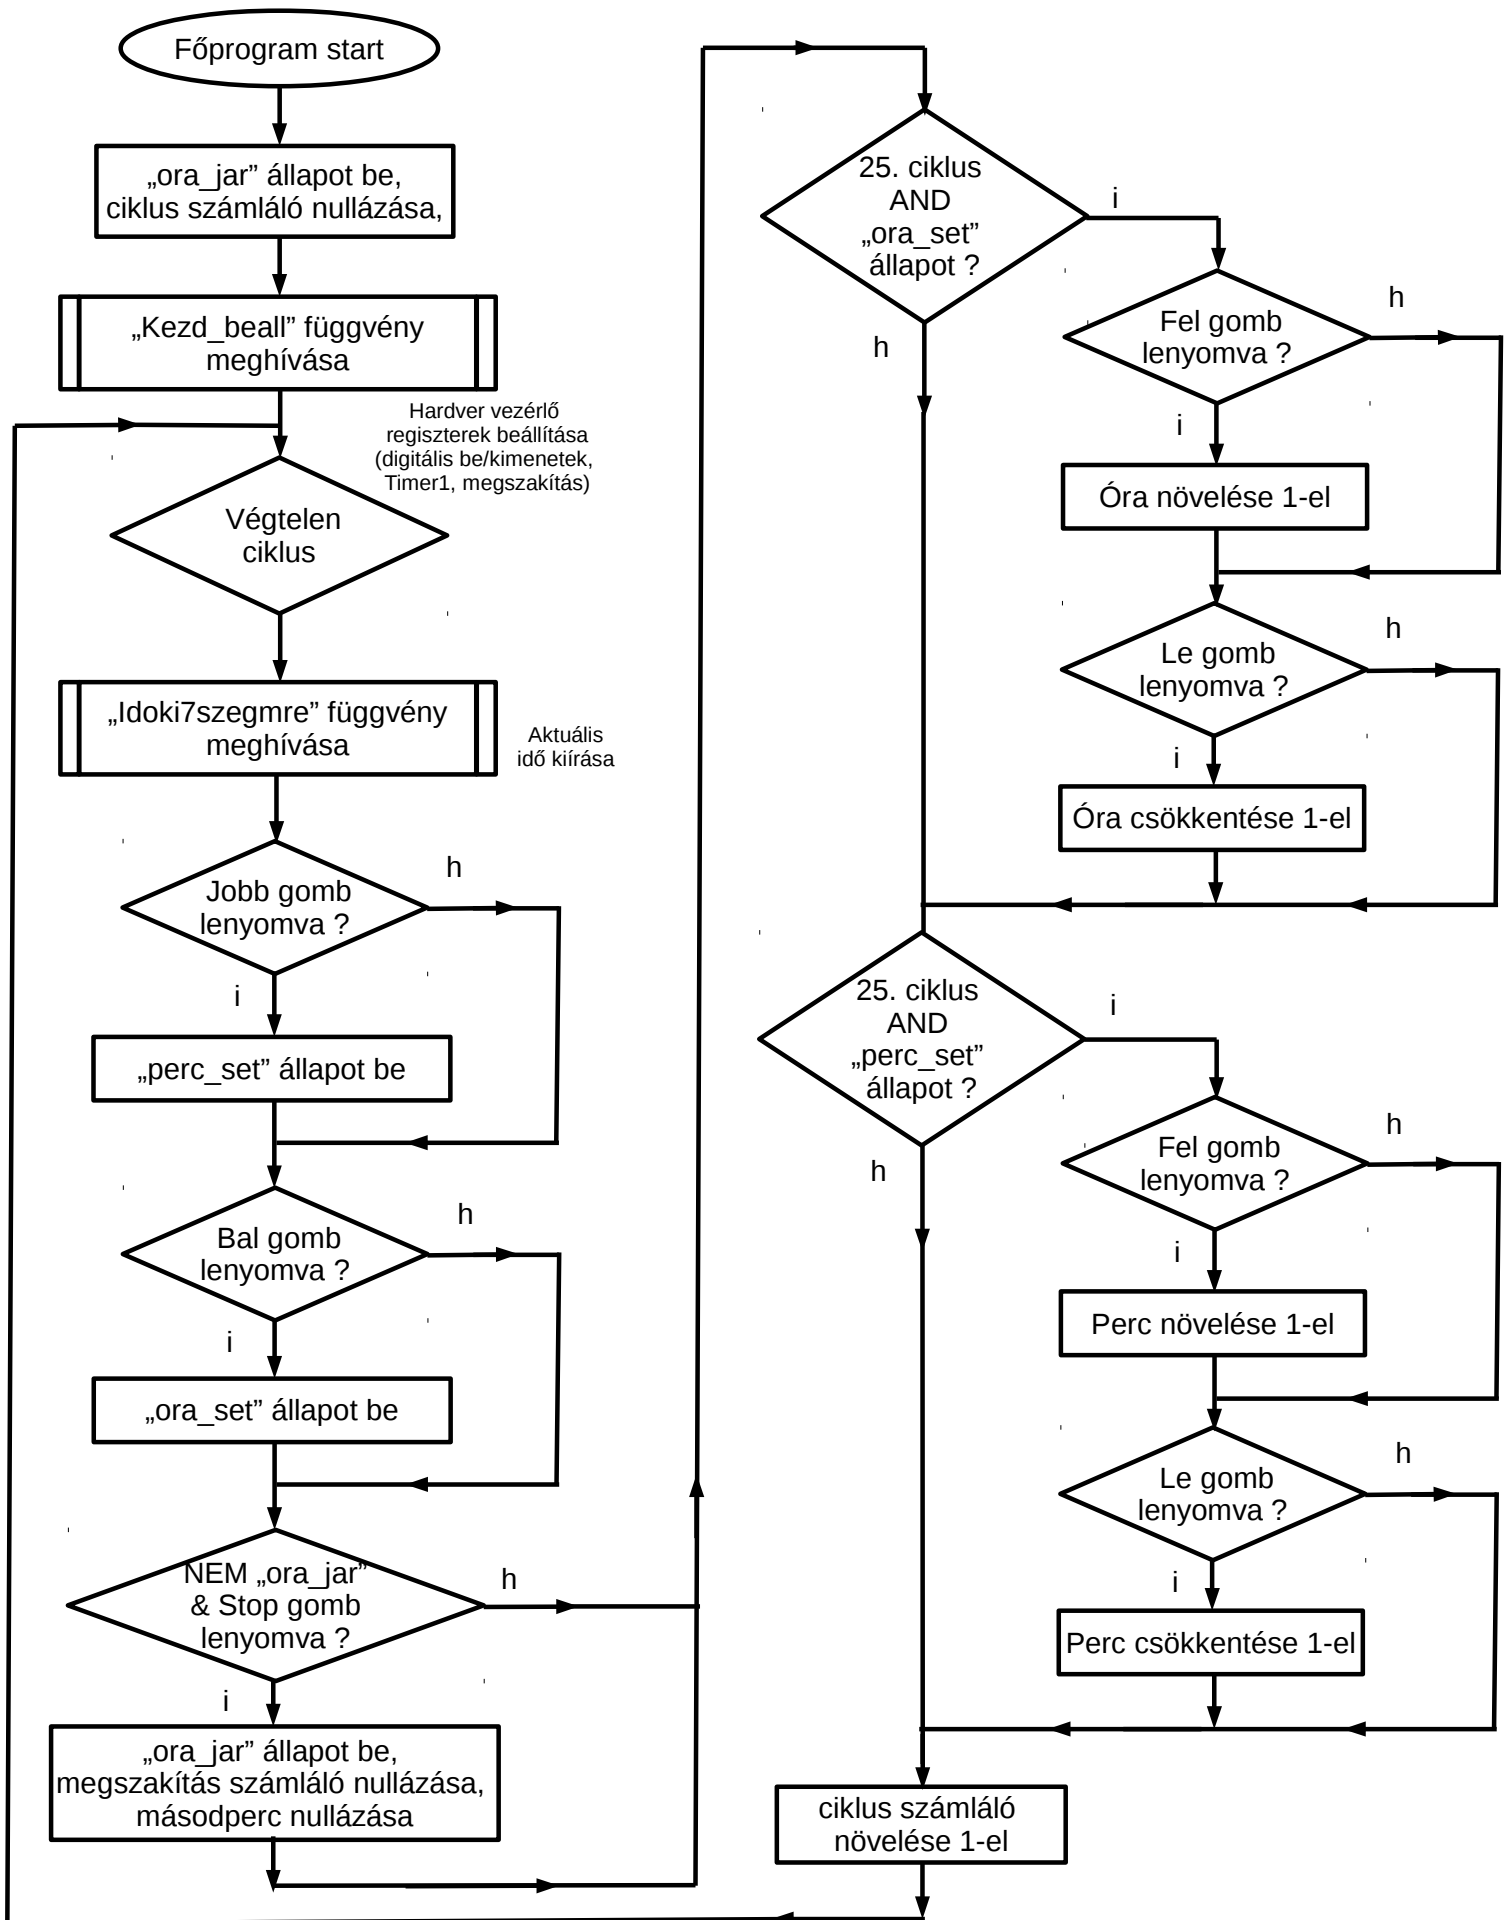 Főprogram start
„ora_jar” állapot be,
ciklus számláló nullázása,
„Kezd_beall” függvény
meghívása
Hardver vezérlő
regiszterek beállítása
(digitális be/kimenetek,
Timer1, megszakítás)
Végtelen
ciklus
„Idoki7szegmre” függvény
meghívása
Aktuális
idő kiírása
Jobb gomb
lenyomva ?
h
i
„perc_set” állapot be
Bal gomb
lenyomva ?
h
i
„ora_set” állapot be
NEM „ora_jar”
& Stop gomb
lenyomva ?
h
i
„ora_jar” állapot be,
megszakítás számláló nullázása,
másodperc nullázása
25. ciklus
AND
„ora_set”
állapot ?
i
h
Fel gomb
lenyomva ?
h
i
Óra növelése 1-el
Le gomb
lenyomva ?
h
i
Óra csökkentése 1-el
25. ciklus
AND
„perc_set”
állapot ?
i
h
Fel gomb
lenyomva ?
h
i
Perc növelése 1-el
Le gomb
lenyomva ?
h
i
Perc csökkentése 1-el
ciklus számláló
növelése 1-el